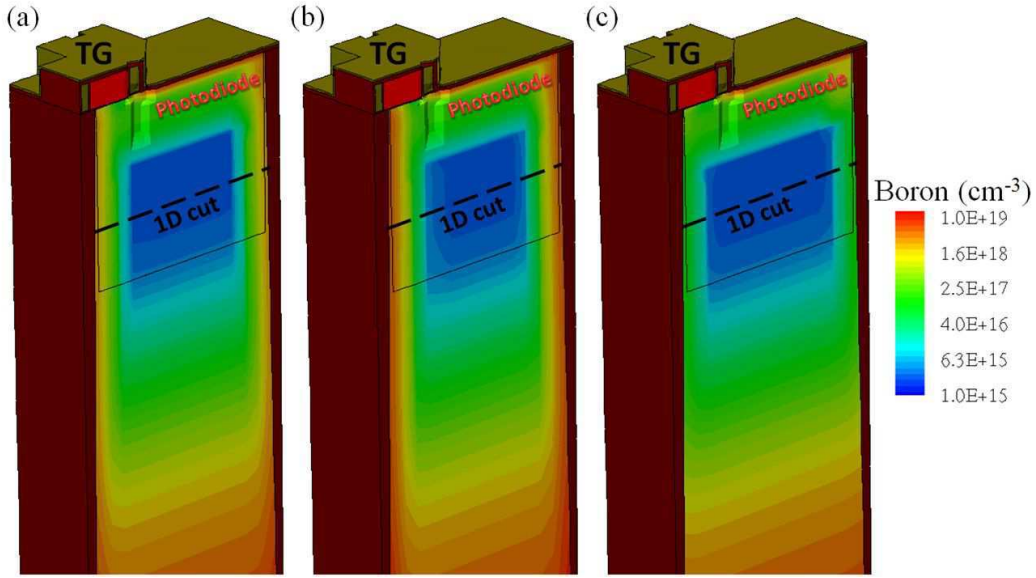 (a)
(b)
(c)
TG
TG
TG
Photodiode
Photodiode
Photodiode
1D cut
1D cut
1D cut
Boron (cm⁻³)
1.0E+19
1.6E+18
2.5E+17
4.0E+16
6.3E+15
1.0E+15